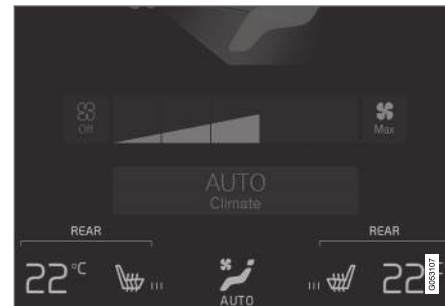 Off
Max
AUTO
Climate
REAR
REAR
22°C
AUTO
22
G053107